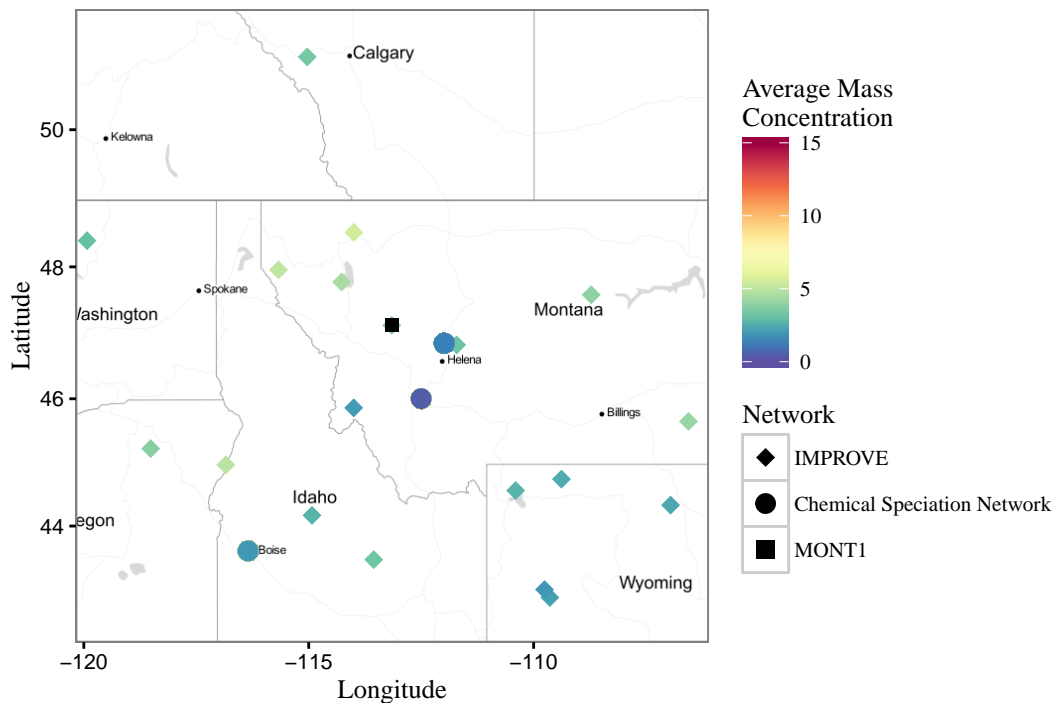 Calgary
50
Kelowna
48
Spokane
/ashington
Montana
Helena
46
Billings
Idaho
44
egon
Boise
Wyoming
−120
−115
−110
Latitude
Longitude
Average Mass
Concentration
15
10
5
0
Network
IMPROVE
Chemical Speciation Network
MONT1